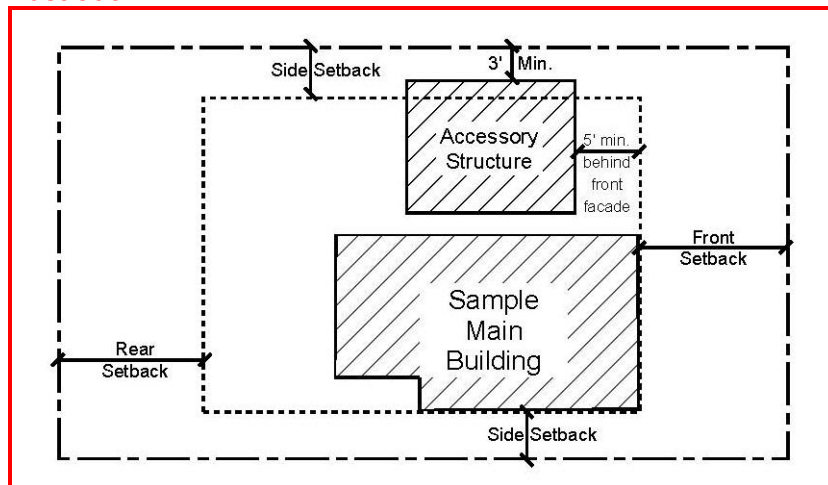 Side Setback
3' Min.
Accessory
Structure
5' min.
behind
front
facade
Front
Setback
Sample
Main
Building
Rear
Setback
Side Setback